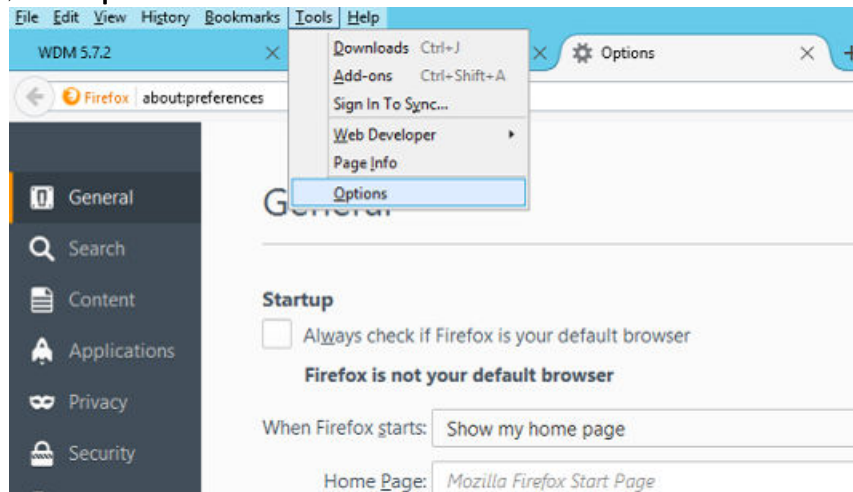 File Edit View History Bookmarks Tools Help
WDM 5.7.2
Options
Firefox about:preferences
Downloads Ctrl+J
Add-ons Ctrl+Shift+A
Sign In To Sync...
Web Developer
Page Info
Options
General
Search
Content
Applications
Privacy
Security
General
Startup
Always check if Firefox is your default browser
Firefox is not your default browser
When Firefox starts: Show my home page
Home Page: Mozilla Firefox Start Page